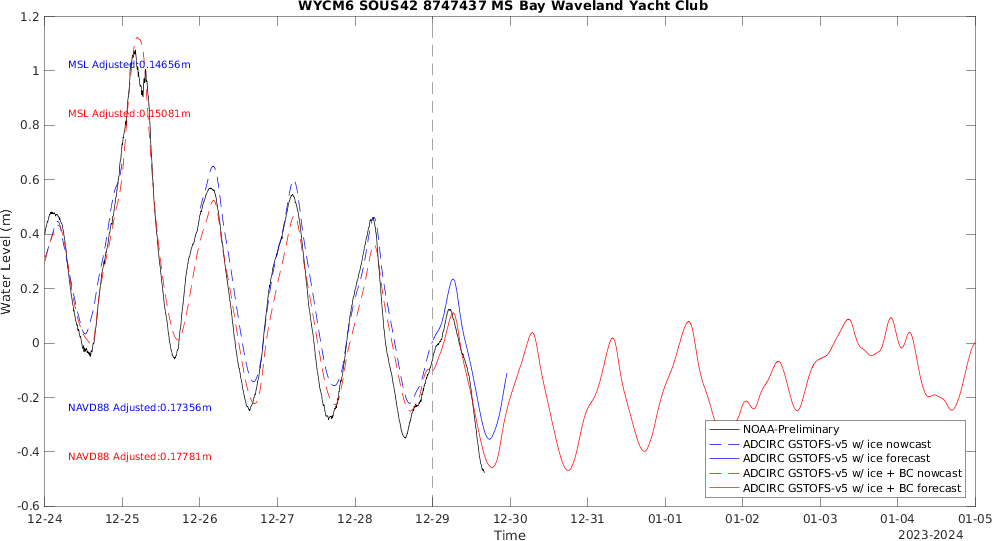 WYCM6 SOUS42 8747437 MS Bay Waveland Yacht Club
1.2
1
0.8
0.6
0.4
0.2
0
-0.2
-0.4
-0.6
Water Level (m)
MSL Adjusted:0.14656m
MSL Adjusted:0.15081m
NAVD88 Adjusted:0.17356m
NAVD88 Adjusted:0.17781m
NOAA-Preliminary
ADCIRC GSTOFS-v5 w/ ice nowcast
ADCIRC GSTOFS-v5 w/ ice forecast
ADCIRC GSTOFS-v5 w/ ice + BC nowcast
ADCIRC GSTOFS-v5 w/ ice + BC forecast
12-24 12-25 12-26 12-27 12-28 12-29 12-30 12-31 01-01 01-02 01-03 01-04 01-05
Time
2023-2024